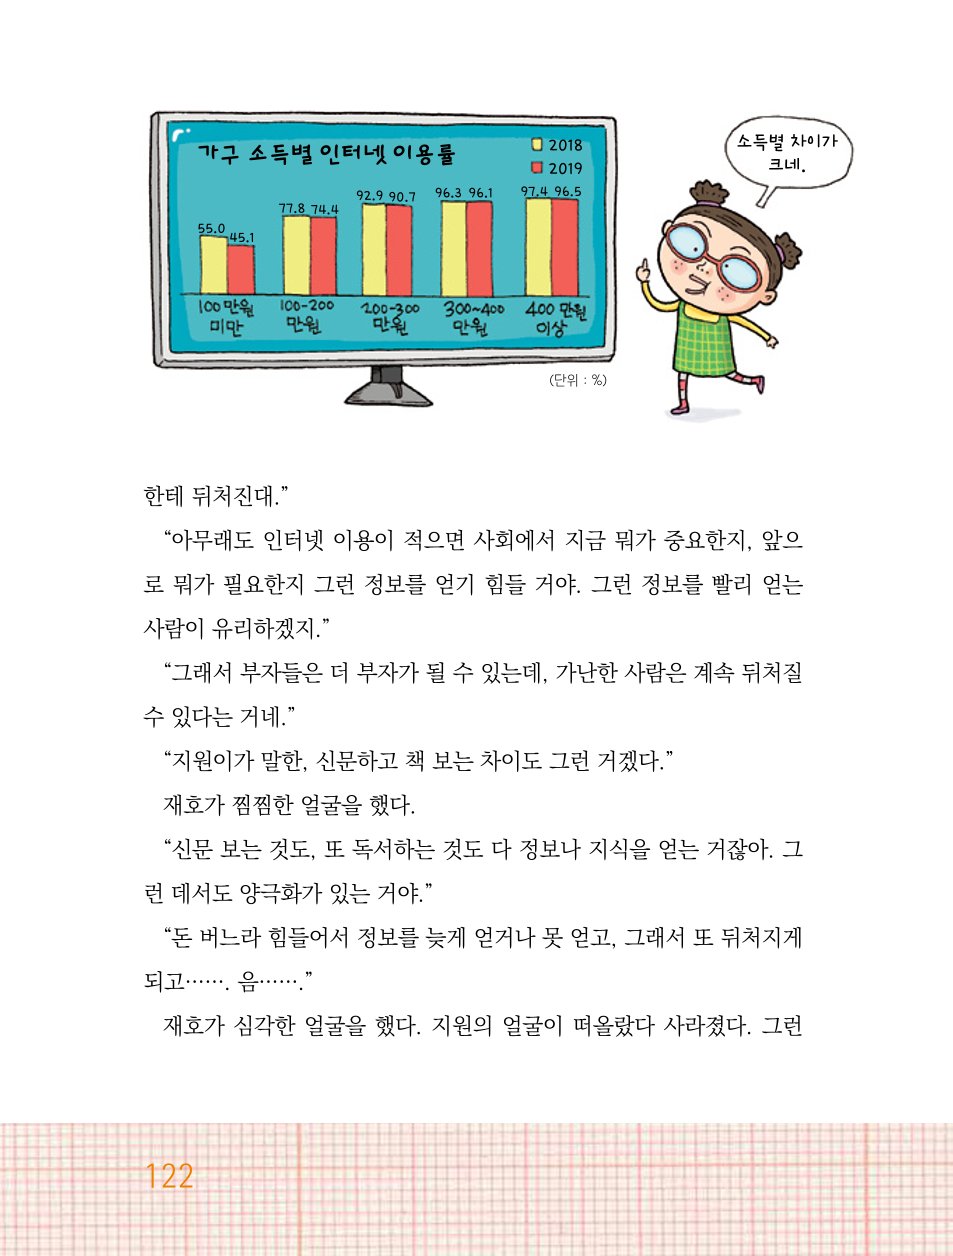 가구 소득별 인터넷 이용률
2018
2019
소득별 차이가
크네.
55.0 45.1
77.8 74.4
92.9 90.7
96.3 96.1
97.4 96.5
100만원
미만
100-200
만원
200-300
만원
300~400
만원
400 만원
이상
(단위 : %)
한테 뒤처진대.”
“아무래도 인터넷 이용이 적으면 사회에서 지금 뭐가 중요한지, 앞으
로 뭐가 필요한지 그런 정보를 얻기 힘들 거야. 그런 정보를 빨리 얻는
사람이 유리하겠지.”
“그래서 부자들은 더 부자가 될 수 있는데, 가난한 사람은 계속 뒤처질
수 있다는 거네.”
“지원이가 말한, 신문하고 책 보는 차이도 그런 거겠다.”
재호가 찜찜한 얼굴을 했다.
“신문 보는 것도, 또 독서하는 것도 다 정보나 지식을 얻는 거잖아. 그
런 데서도 양극화가 있는 거야.”
“돈 버느라 힘들어서 정보를 늦게 얻거나 못 얻고, 그래서 또 뒤처지게
되고……. 음…….”
재호가 심각한 얼굴을 했다. 지원의 얼굴이 떠올랐다 사라졌다. 그런
122